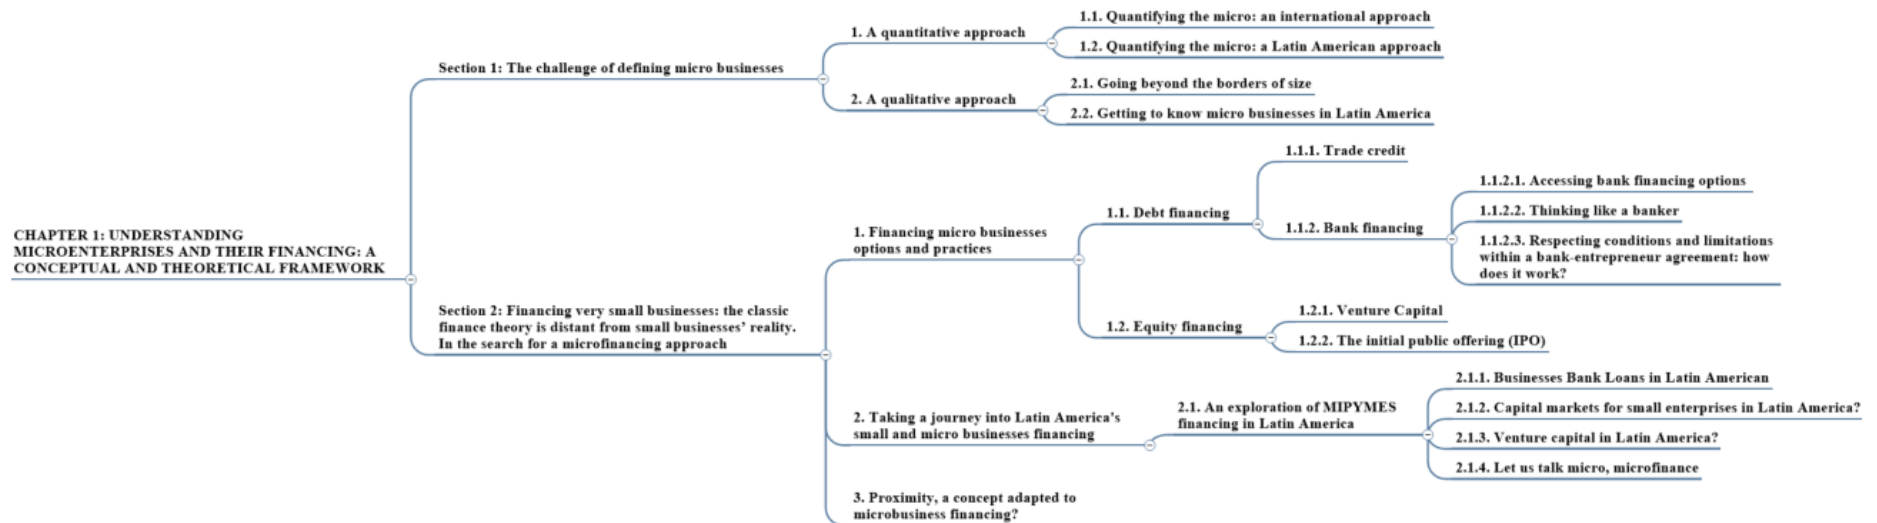 CHAPTER 1: UNDERSTANDING
MICROENTERPRISES AND THEIR FINANCING: A
CONCEPTUAL AND THEORETICAL FRAMEWORK
Section 1: The challenge of defining micro businesses
1. A quantitative approach
1.1. Quantifying the micro: an international approach
1.2. Quantifying the micro: a Latin American approach
2. A qualitative approach
2.1. Going beyond the borders of size
2.2. Getting to know micro businesses in Latin America
Section 2: Financing very small businesses: the classic
finance theory is distant from small businesses’ reality.
In the search for a microfinancing approach
1. Financing micro businesses
options and practices
1.1. Debt financing
1.1.1. Trade credit
1.1.2. Bank financing
1.1.2.1. Accessing bank financing options
1.1.2.2. Thinking like a banker
1.1.2.3. Respecting conditions and limitations
within a bank-entrepreneur agreement: how
does it work?
1.2. Equity financing
1.2.1. Venture Capital
1.2.2. The initial public offering (IPO)
2. Taking a journey into Latin America's
small and micro businesses financing
2.1. An exploration of MIPYMES
financing in Latin America
2.1.1. Businesses Bank Loans in Latin American
2.1.2. Capital markets for small enterprises in Latin America?
2.1.3. Venture capital in Latin America?
2.1.4. Let us talk micro, microfinance
3. Proximity, a concept adapted to
microbusiness financing?